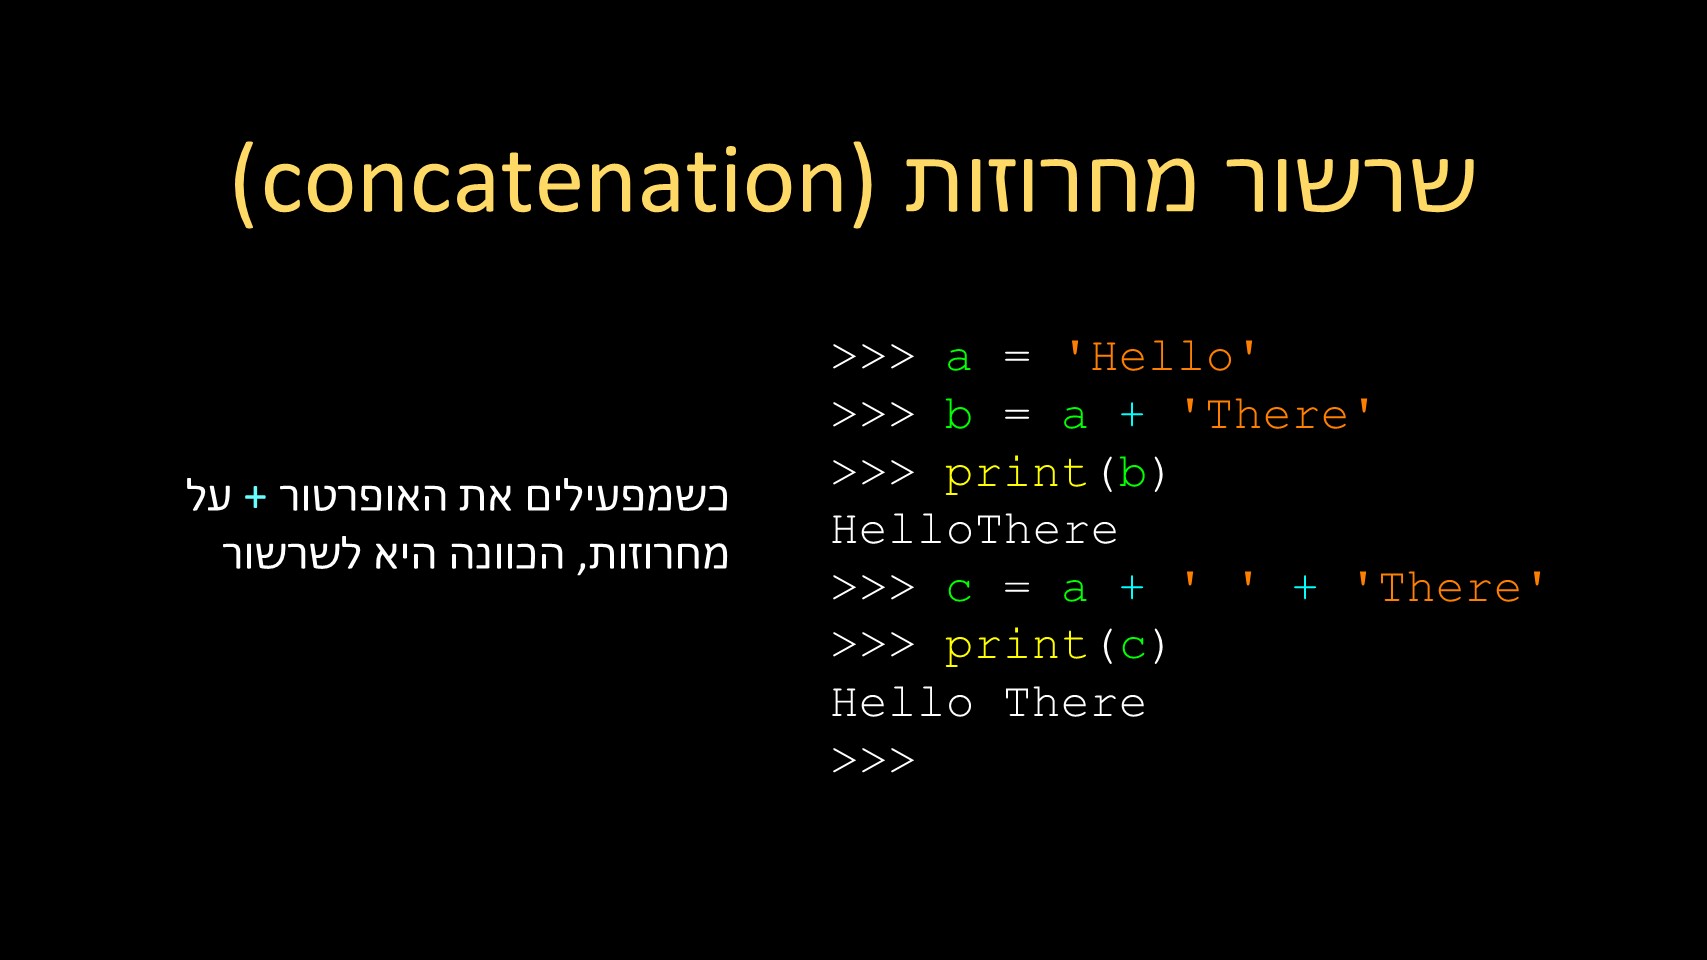 שרשור מחרוזות (concatenation)
כשמפעילים את האופרטור + על
מחרוזות, הכוונה היא לשרשור
>>> a = 'Hello'
>>> b = a + 'There'
>>> print(b)
HelloThere
>>> c = a + ' ' + 'There'
>>> print(c)
Hello There
>>>